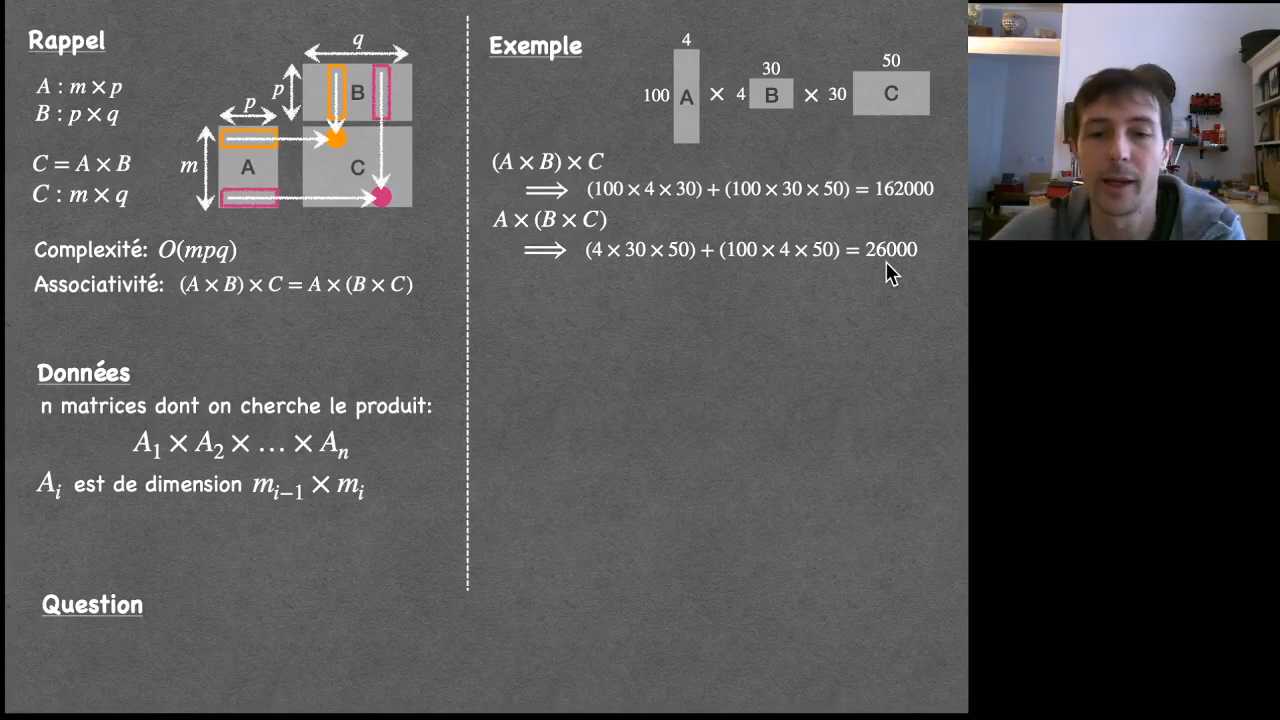 Rappel
A : m × p
B : p × q
C = A × B
C : m × q
q
p
B
p
m
A
C
Complexité: O(mpq)
Associativité: (A × B) × C = A × (B × C)
Données
n matrices dont on cherche le produit:
A₁ × A₂ × … × Aₙ
Aᵢ est de dimension mᵢ₋₁ × mᵢ
Question
Exemple
4
30
50
100 A × 4 B × 30 C
(A × B) × C
⟹ (100 × 4 × 30) + (100 × 30 × 50) = 162000
A × (B × C)
⟹ (4 × 30 × 50) + (100 × 4 × 50) = 26000